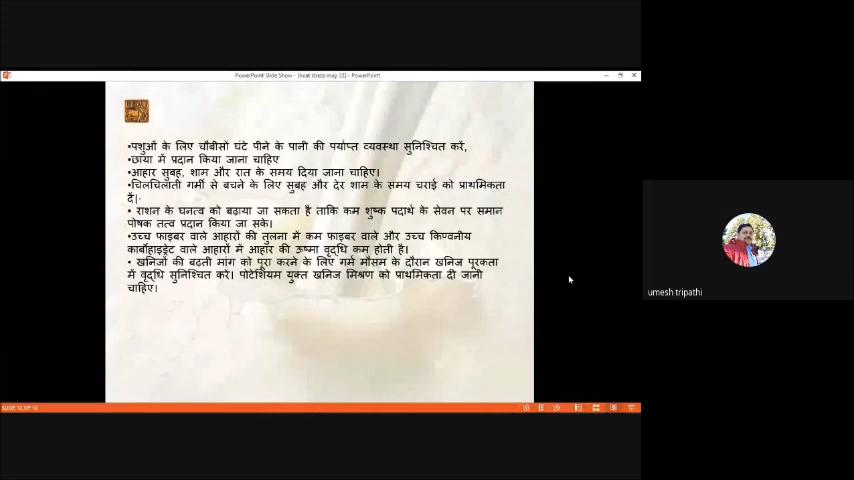 PowerPoint Slide Show - [heat stress may 23] - PowerPoint
•पशुओं के लिए चौबीसों घंटे पीने के पानी की पर्याप्त व्यवस्था सुनिश्चित करें,
•छाया में प्रदान किया जाना चाहिए
•आहार सुबह, शाम और रात के समय दिया जाना चाहिए।
•चिलचिलाती गर्मी से बचने के लिए सुबह और देर शाम के समय चराई को प्राथमिकता
दें|·
• राशन के घनत्व को बढ़ाया जा सकता है ताकि कम शुष्क पदार्थ के सेवन पर समान
पोषक तत्व प्रदान किया जा सके।
•उच्च फाइबर वाले आहारों की तुलना में कम फाइबर वाले और उच्च किण्वनीय
कार्बोहाइड्रेट वाले आहारों में आहार की ऊष्मा वृद्धि कम होती है।
• खनिजों की बढ़ती मांग को पूरा करने के लिए गर्म मौसम के दौरान खनिज पूरकता
में वृद्धि सुनिश्चित करें। पोटेशियम युक्त खनिज मिश्रण को प्राथमिकता दी जानी
चाहिए।
umesh tripathi